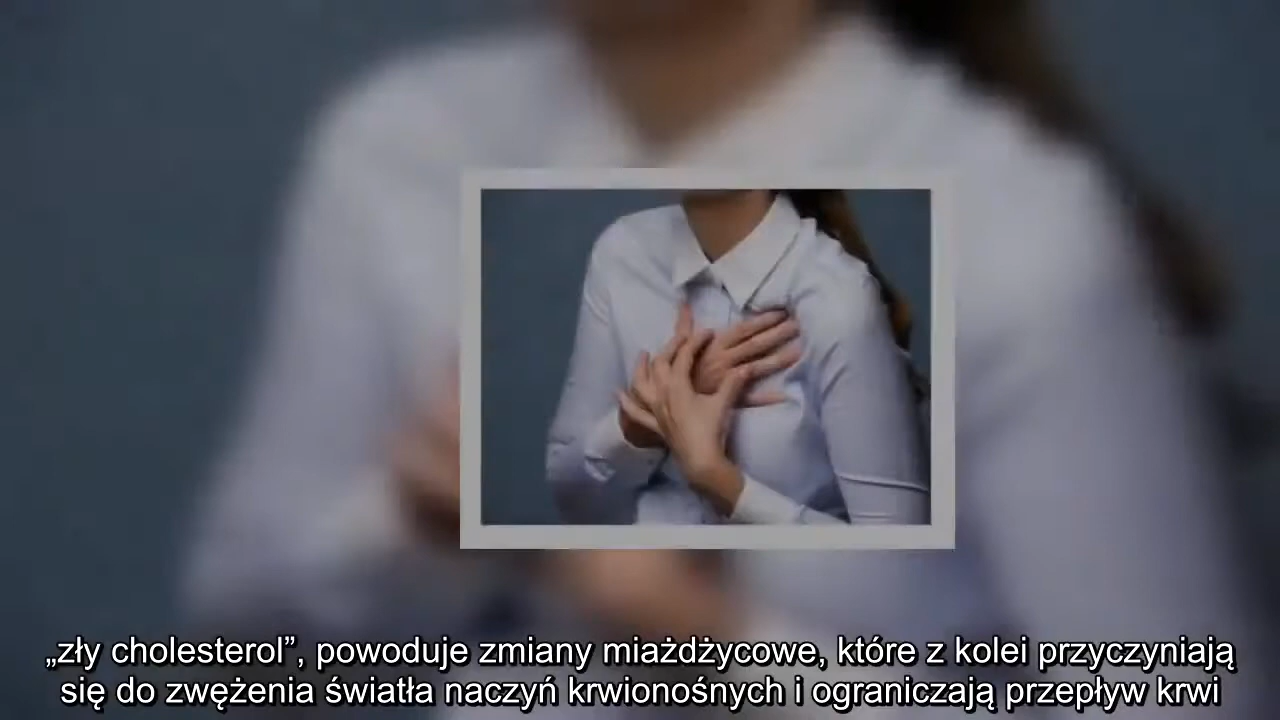 „zły cholesterol”, powoduje zmiany miażdżycowe, które z kolei przyczyniają
się do zwężenia światła naczyń krwionośnych i ograniczają przepływ krwi